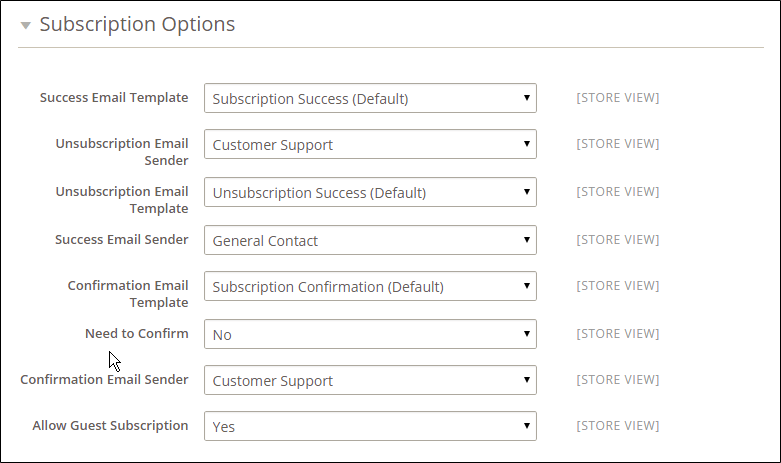 Subscription Options
Success Email Template Subscription Success (Default) [STORE VIEW]
Unsubscription Email Sender Customer Support [STORE VIEW]
Unsubscription Email Template Unsubscription Success (Default) [STORE VIEW]
Success Email Sender General Contact [STORE VIEW]
Confirmation Email Template Subscription Confirmation (Default) [STORE VIEW]
Need to Confirm No [STORE VIEW]
Confirmation Email Sender Customer Support [STORE VIEW]
Allow Guest Subscription Yes [STORE VIEW]